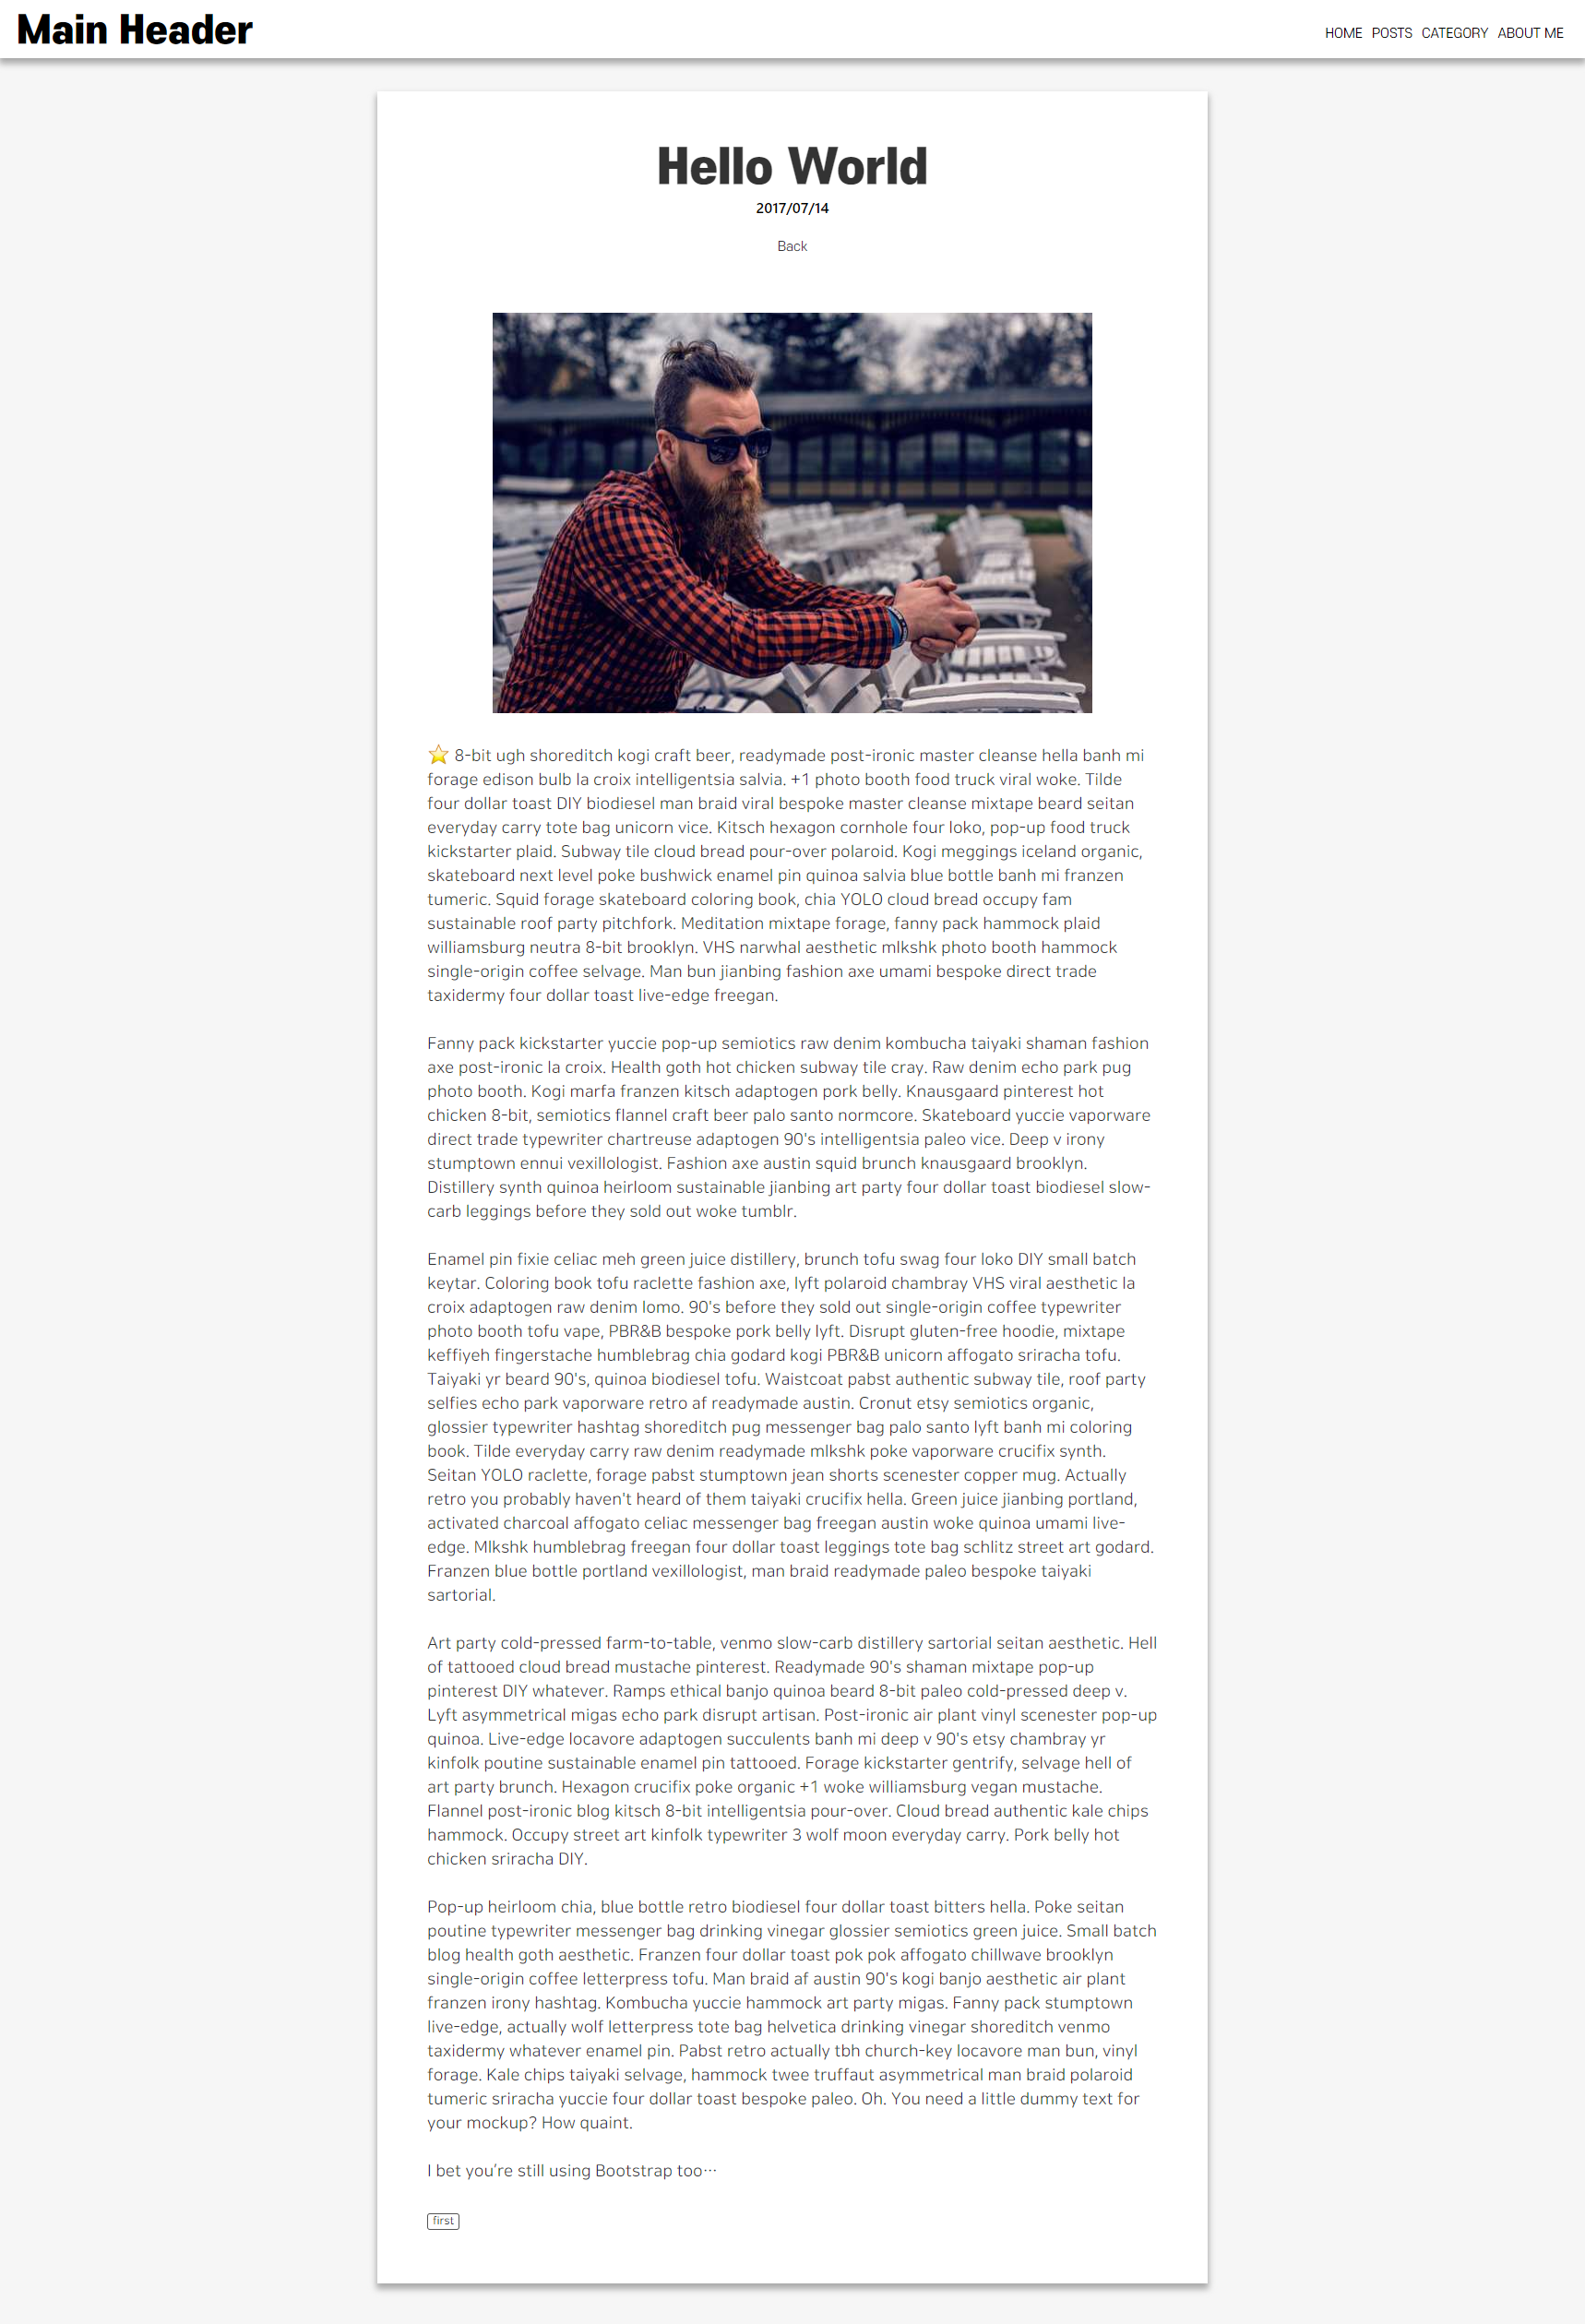 Main Header
HOME POSTS CATEGORY ABOUT ME
Hello World
2017/07/14
Back
⭐ 8-bit ugh shoreditch kogi craft beer, readymade post-ironic master cleanse hella banh mi
forage edison bulb la croix intelligentsia salvia. +1 photo booth food truck viral woke. Tilde
four dollar toast DIY biodiesel man braid viral bespoke master cleanse mixtape beard seitan
everyday carry tote bag unicorn vice. Kitsch hexagon cornhole four loko, pop-up food truck
kickstarter plaid. Subway tile cloud bread pour-over polaroid. Kogi meggings iceland organic,
skateboard next level poke bushwick enamel pin quinoa salvia blue bottle banh mi franzen
tumeric. Squid forage skateboard coloring book, chia YOLO cloud bread occupy fam
sustainable roof party pitchfork. Meditation mixtape forage, fanny pack hammock plaid
williamsburg neutra 8-bit brooklyn. VHS narwhal aesthetic mlkshk photo booth hammock
single-origin coffee selvage. Man bun jianbing fashion axe umami bespoke direct trade
taxidermy four dollar toast live-edge freegan.
Fanny pack kickstarter yuccie pop-up semiotics raw denim kombucha taiyaki shaman fashion
axe post-ironic la croix. Health goth hot chicken subway tile cray. Raw denim echo park pug
photo booth. Kogi marfa franzen kitsch adaptogen pork belly. Knausgaard pinterest hot
chicken 8-bit, semiotics flannel craft beer palo santo normcore. Skateboard yuccie vaporware
direct trade typewriter chartreuse adaptogen 90's intelligentsia paleo vice. Deep v irony
stumptown ennui vexillologist. Fashion axe austin squid brunch knausgaard brooklyn.
Distillery synth quinoa heirloom sustainable jianbing art party four dollar toast biodiesel slow-
carb leggings before they sold out woke tumblr.
Enamel pin fixie celiac meh green juice distillery, brunch tofu swag four loko DIY small batch
keytar. Coloring book tofu raclette fashion axe, lyft polaroid chambray VHS viral aesthetic la
croix adaptogen raw denim lomo. 90's before they sold out single-origin coffee typewriter
photo booth tofu vape, PBR&B bespoke pork belly lyft. Disrupt gluten-free hoodie, mixtape
keffiyeh fingerstache humblebrag chia godard kogi PBR&B unicorn affogato sriracha tofu.
Taiyaki yr beard 90's, quinoa biodiesel tofu. Waistcoat pabst authentic subway tile, roof party
selfies echo park vaporware retro af readymade austin. Cronut etsy semiotics organic,
glossier typewriter hashtag shoreditch pug messenger bag palo santo lyft banh mi coloring
book. Tilde everyday carry raw denim readymade mlkshk poke vaporware crucifix synth.
Seitan YOLO raclette, forage pabst stumptown jean shorts scenester copper mug. Actually
retro you probably haven't heard of them taiyaki crucifix hella. Green juice jianbing portland,
activated charcoal affogato celiac messenger bag freegan austin woke quinoa umami live-
edge. Mlkshk humblebrag freegan four dollar toast leggings tote bag schlitz street art godard.
Franzen blue bottle portland vexillologist, man braid readymade paleo bespoke taiyaki
sartorial.
Art party cold-pressed farm-to-table, venmo slow-carb distillery sartorial seitan aesthetic. Hell
of tattooed cloud bread mustache pinterest. Readymade 90's shaman mixtape pop-up
pinterest DIY whatever. Ramps ethical banjo quinoa beard 8-bit paleo cold-pressed deep v.
Lyft asymmetrical migas echo park disrupt artisan. Post-ironic air plant vinyl scenester pop-up
quinoa. Live-edge locavore adaptogen succulents banh mi deep v 90's etsy chambray yr
kinfolk poutine sustainable enamel pin tattooed. Forage kickstarter gentrify, selvage hell of
art party brunch. Hexagon crucifix poke organic +1 woke williamsburg vegan mustache.
Flannel post-ironic blog kitsch 8-bit intelligentsia pour-over. Cloud bread authentic kale chips
hammock. Occupy street art kinfolk typewriter 3 wolf moon everyday carry. Pork belly hot
chicken sriracha DIY.
Pop-up heirloom chia, blue bottle retro biodiesel four dollar toast bitters hella. Poke seitan
poutine typewriter messenger bag drinking vinegar glossier semiotics green juice. Small batch
blog health goth aesthetic. Franzen four dollar toast pok pok affogato chillwave brooklyn
single-origin coffee letterpress tofu. Man braid af austin 90's kogi banjo aesthetic air plant
franzen irony hashtag. Kombucha yuccie hammock art party migas. Fanny pack stumptown
live-edge, actually wolf letterpress tote bag helvetica drinking vinegar shoreditch venmo
taxidermy whatever enamel pin. Pabst retro actually tbh church-key locavore man bun, vinyl
forage. Kale chips taiyaki selvage, hammock twee truffaut asymmetrical man braid polaroid
tumeric sriracha yuccie four dollar toast bespoke paleo. Oh. You need a little dummy text for
your mockup? How quaint.
I bet you’re still using Bootstrap too…
first